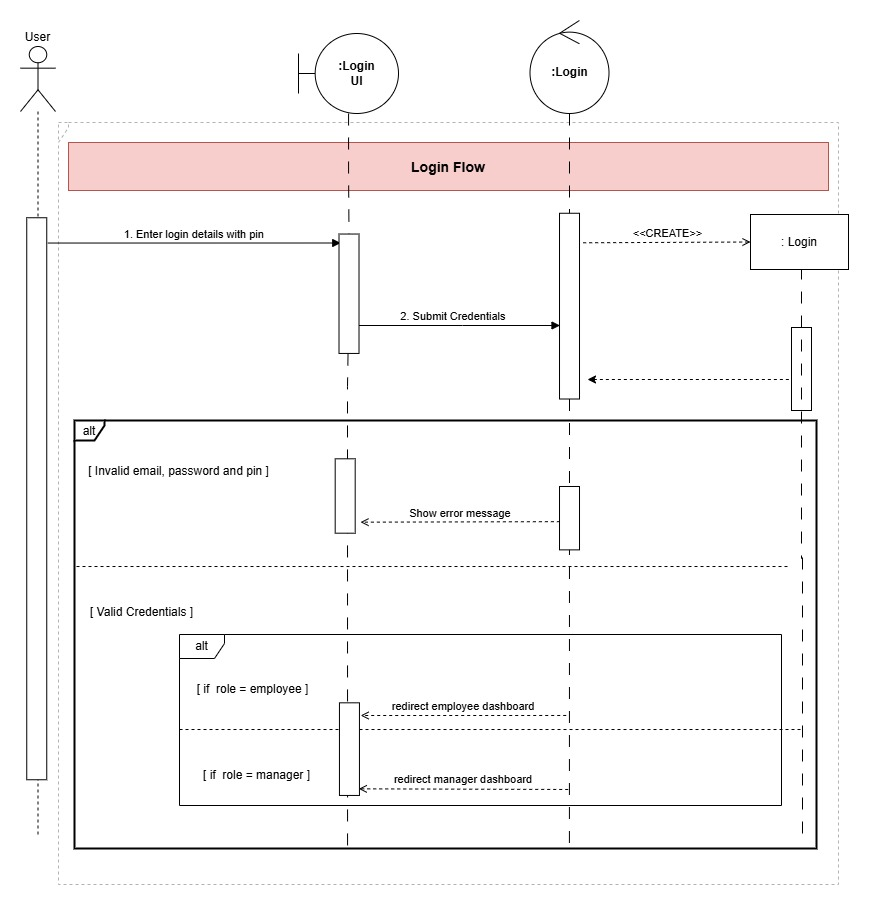 User
:Login
UI
:Login
Login Flow
1. Enter login details with pin
<<CREATE>>
: Login
2. Submit Credentials
alt
[ Invalid email, password and pin ]
Show error message
[ Valid Credentials ]
alt
[ if  role = employee ]
redirect employee dashboard
[ if  role = manager ]
redirect manager dashboard